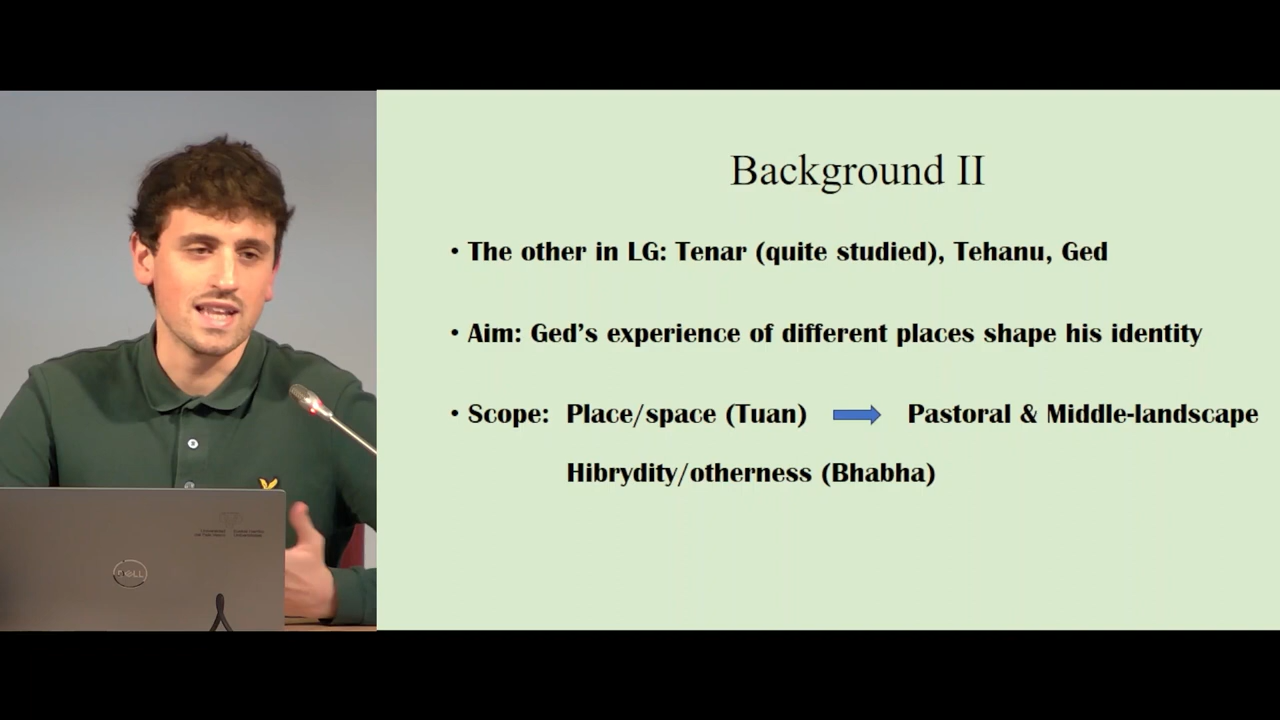 Background II
• The other in LG: Tenar (quite studied), Tehanu, Ged
• Aim: Ged's experience of different places shape his identity
• Scope: Place/space (Tuan) Pastoral & Middle-landscape
Hibrydity/otherness (Bhabha)
DELL